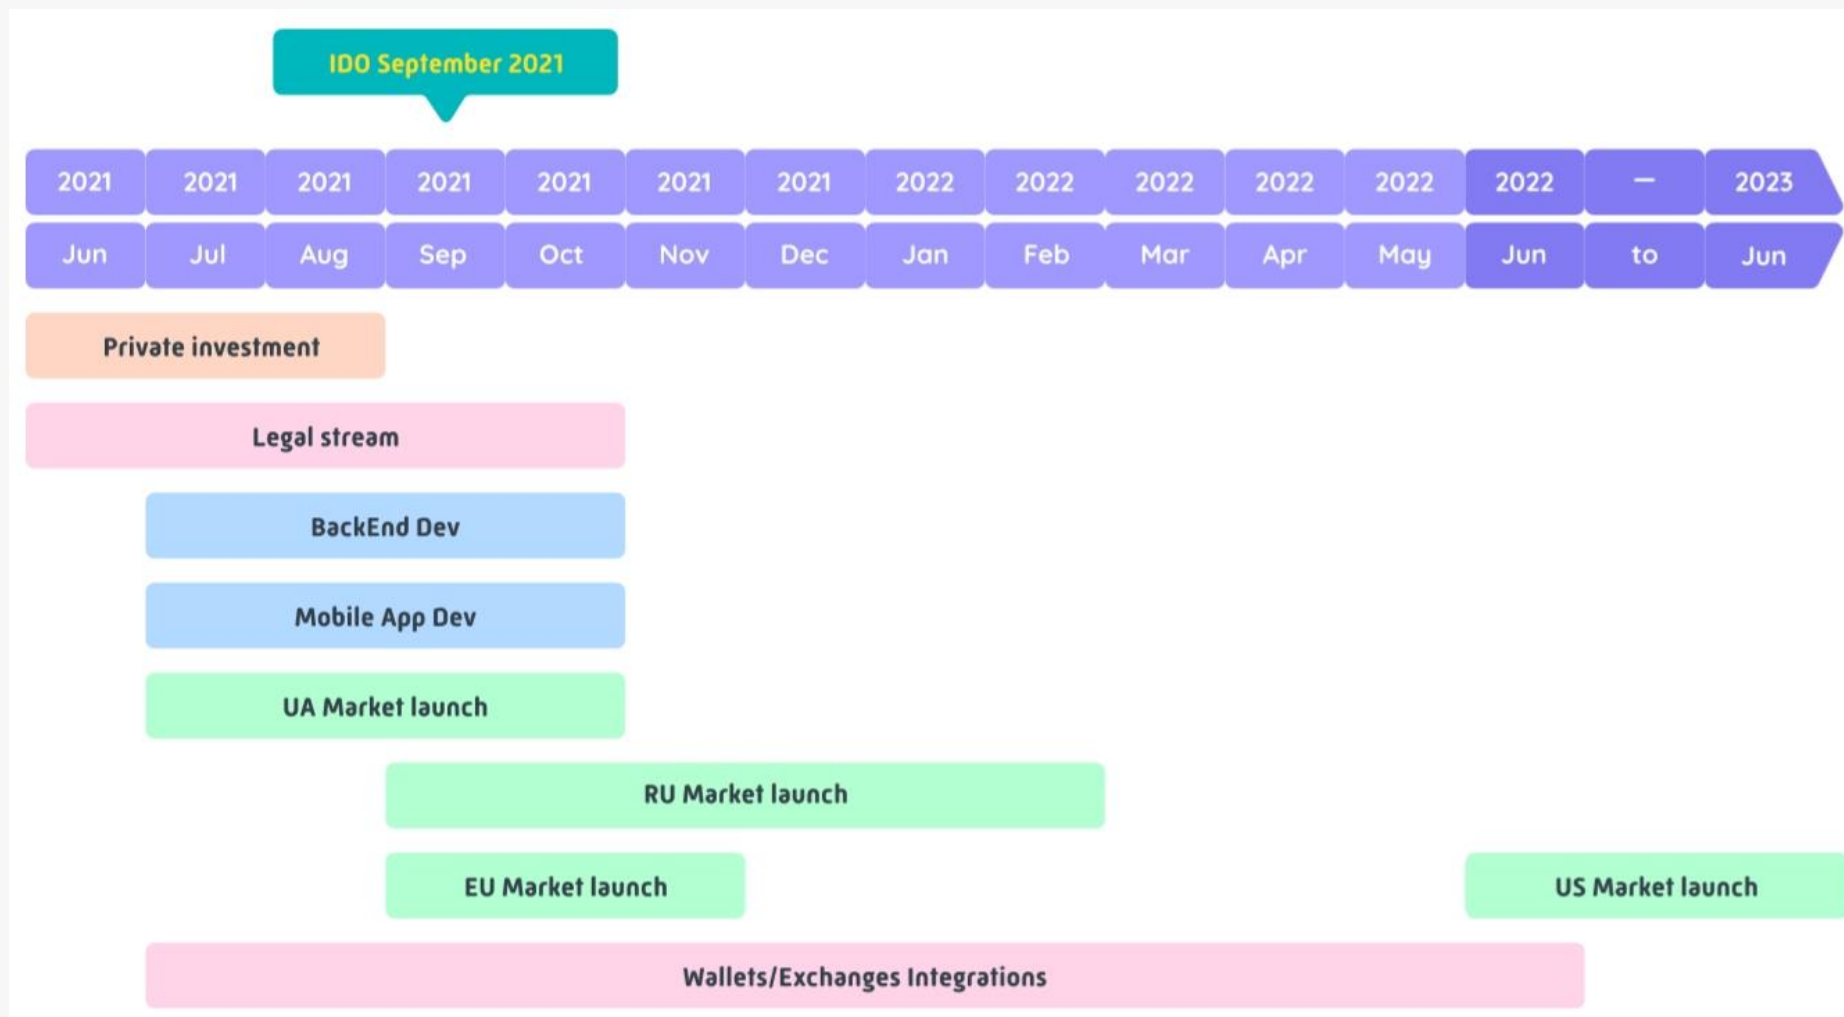 IDO September 2021
2021 2021 2021 2021 2021 2021 2021 2022 2022 2022 2022 2022 2022 — 2023
Jun Jul Aug Sep Oct Nov Dec Jan Feb Mar Apr May Jun to Jun
Private investment
Legal stream
BackEnd Dev
Mobile App Dev
UA Market launch
RU Market launch
EU Market launch US Market launch
Wallets/Exchanges Integrations